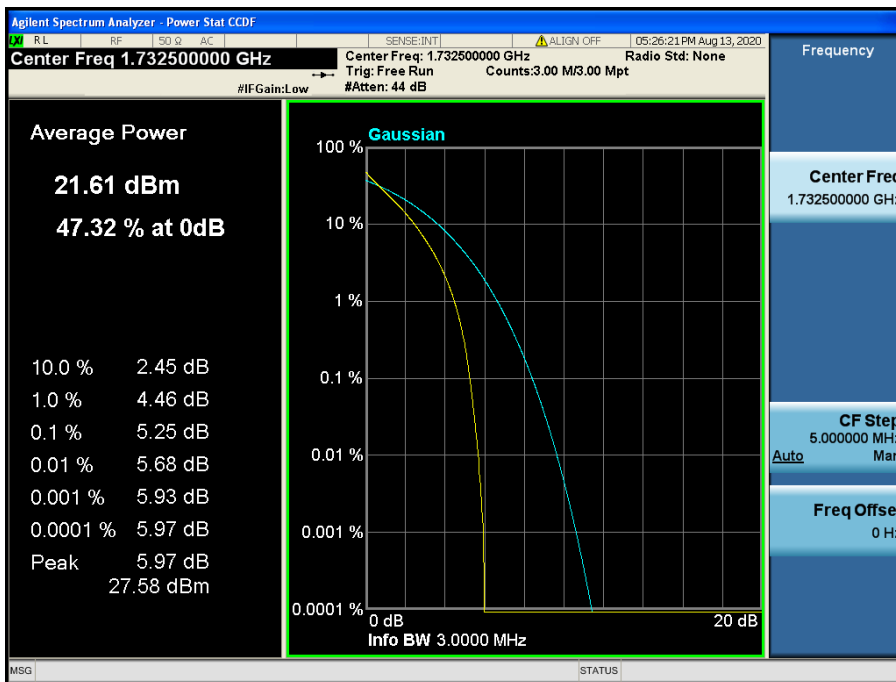 Agilent Spectrum Analyzer - Power Stat CCDF
LXI RL RF 50 Ω AC SENSE:INT ALIGN OFF 05:26:21 PM Aug 13, 2020
Center Freq 1.732500000 GHz
Center Freq: 1.732500000 GHz Radio Std: None
Trig: Free Run Counts:3.00 M/3.00 Mpt
#IFGain:Low #Atten: 44 dB
Frequency
Average Power
21.61 dBm
47.32 % at 0dB
10.0 % 2.45 dB
1.0 % 4.46 dB
0.1 % 5.25 dB
0.01 % 5.68 dB
0.001 % 5.93 dB
0.0001 % 5.97 dB
Peak 5.97 dB
27.58 dBm
Gaussian
100 %
10 %
1 %
0.1 %
0.01 %
0.001 %
0.0001 %
0 dB 20 dB
Info BW 3.0000 MHz
Center Freq
1.732500000 GHz
CF Step
5.000000 MHz
Auto Man
Freq Offset
0 Hz
MSG STATUS